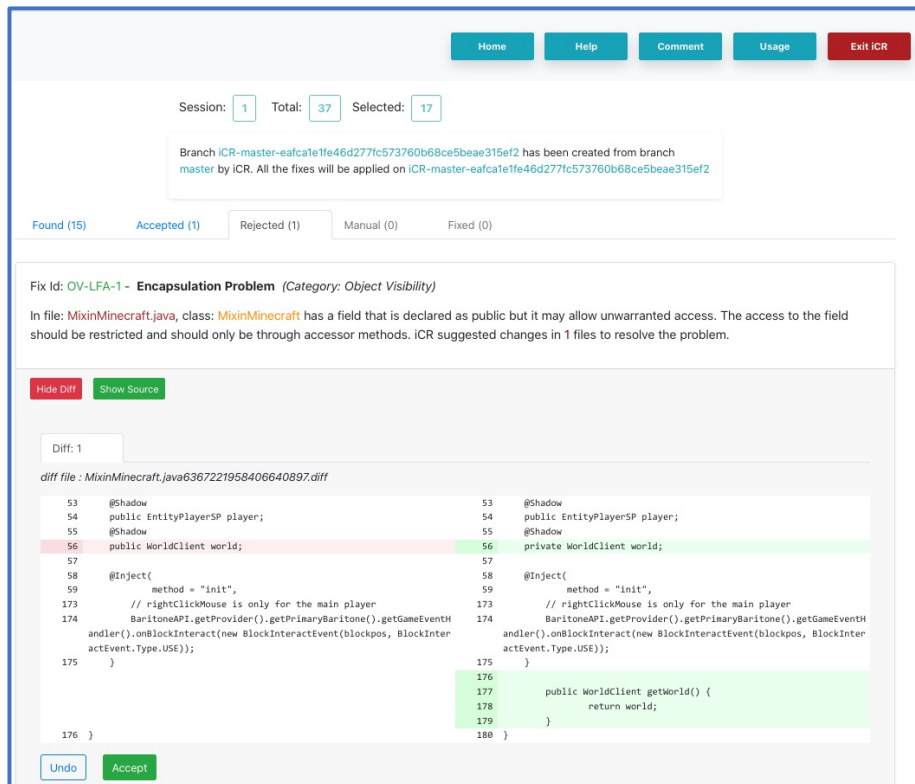 Home Help Comment Usage Exit iCR
Session: 1 Total: 37 Selected: 17
Branch iCR-master-eafca1e1fe46d277fc573760b68ce5beae315ef2 has been created from branch
master by iCR. All the fixes will be applied on iCR-master-eafca1e1fe46d277fc573760b68ce5beae315ef2
Found (15) Accepted (1) Rejected (1) Manual (0) Fixed (0)
Fix Id: OV-LFA-1 - Encapsulation Problem (Category: Object Visibility)
In file: MixinMinecraft.java, class: MixinMinecraft has a field that is declared as public but it may allow unwarranted access. The access to the field
should be restricted and should only be through accessor methods. iCR suggested changes in 1 files to resolve the problem.
Hide Diff Show Source
Diff: 1
diff file : MixinMinecraft.java6367221958406640897.diff
53 @Shadow 53 @Shadow
54 public EntityPlayerSP player; 54 public EntityPlayerSP player;
55 @Shadow 55 @Shadow
56 public WorldClient world; 56 private WorldClient world;
57 57
58 @Inject( 58 @Inject(
59 method = "init", 59 method = "init",
173 // rightClickMouse is only for the main player 173 // rightClickMouse is only for the main player
174 BaritoneAPI.getProvider().getPrimaryBaritone().getGameEventH 174 BaritoneAPI.getProvider().getPrimaryBaritone().getGameEventH
andler().onBlockInteract(new BlockInteractEvent(blockpos, BlockInter andler().onBlockInteract(new BlockInteractEvent(blockpos, BlockInter
actEvent.Type.USE)); actEvent.Type.USE));
175 } 175 }
176
177 public WorldClient getWorld() {
178 return world;
179 }
176 } 180 }
Undo Accept